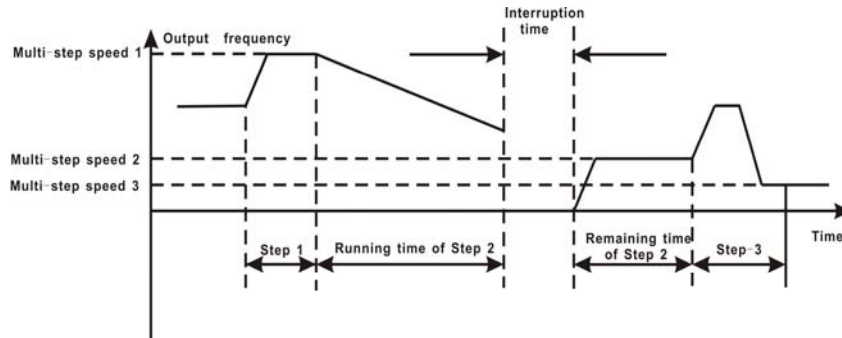 Interruption
time
Output frequency
Multi-step speed 1
Multi-step speed 2
Multi-step speed 3
Time
Step 1
Running time of Step 2
Remaining time
of Step 2
Step-3